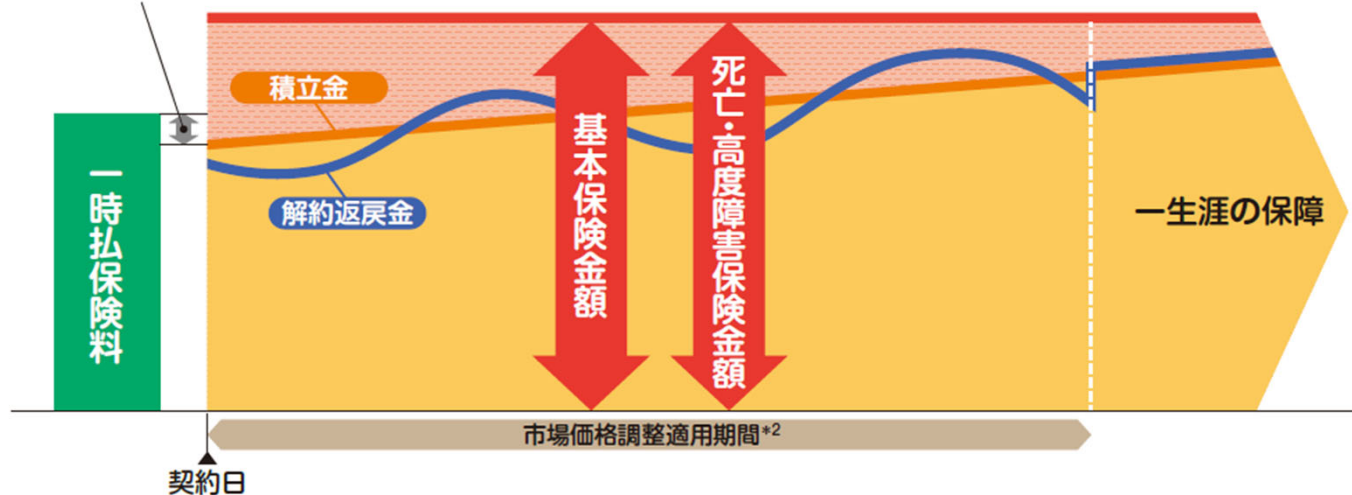 積立金
解約返戻金
一時払保険料
基本保険金額
死亡・高度障害保険金額
一生涯の保障
市場価格調整適用期間*2
契約日